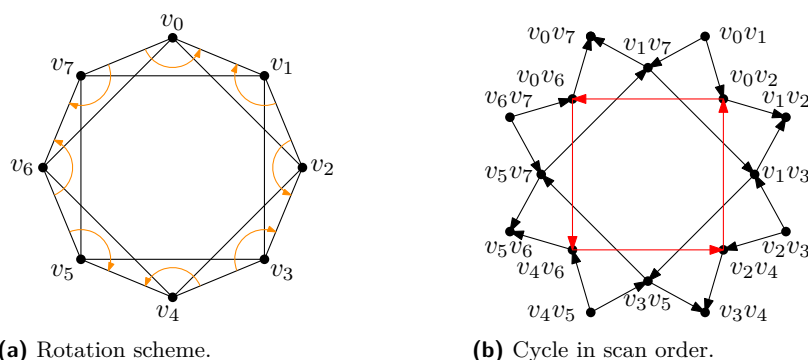 v0
v7
v1
v6
v2
v5
v3
v4
(a) Rotation scheme.
v0v7
v1v7
v0v1
v0v6
v0v2
v6v7
v1v2
v5v7
v1v3
v5v6
v2v3
v4v6
v2v4
v4v5
v3v5
v3v4
(b) Cycle in scan order.